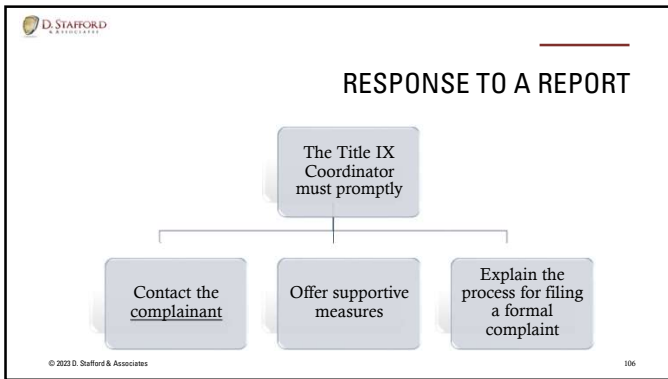 D. STAFFORD
& ASSOCIATES
RESPONSE TO A REPORT
The Title IX
Coordinator
must promptly
Contact the
complainant
Offer supportive
measures
Explain the
process for filing
a formal
complaint
© 2023 D. Stafford & Associates
106